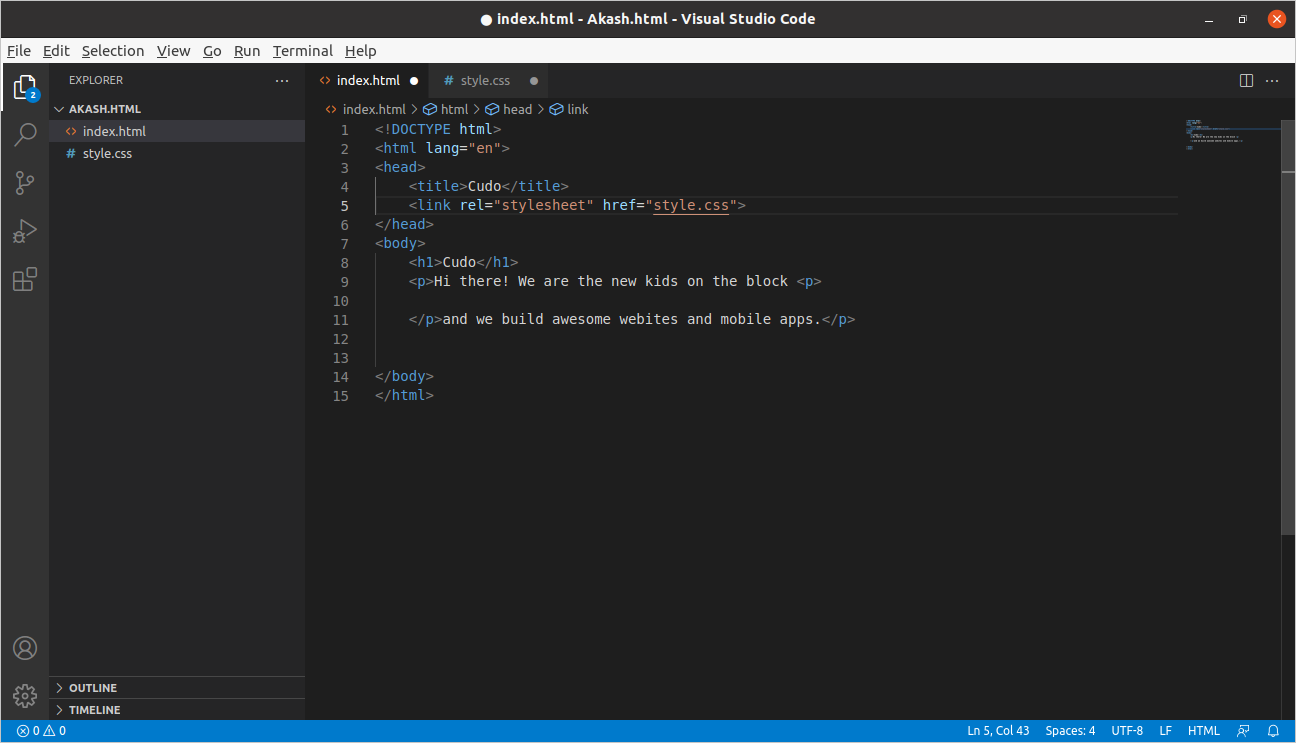 ● index.html - Akash.html - Visual Studio Code
File Edit Selection View Go Run Terminal Help
2
EXPLORER
AKASH.HTML
index.html
# style.css
OUTLINE
TIMELINE
<> index.html ● # style.css ●
<> index.html > html > head > link
1 <!DOCTYPE html>
2 <html lang="en">
3 <head>
4     <title>Cudo</title>
5     <link rel="stylesheet" href="style.css">
6 </head>
7 <body>
8     <h1>Cudo</h1>
9     <p>Hi there! We are the new kids on the block <p>
10
11     </p>and we build awesome webites and mobile apps.</p>
12
13
14 </body>
15 </html>
0 0 Ln 5, Col 43 Spaces: 4 UTF-8 LF HTML